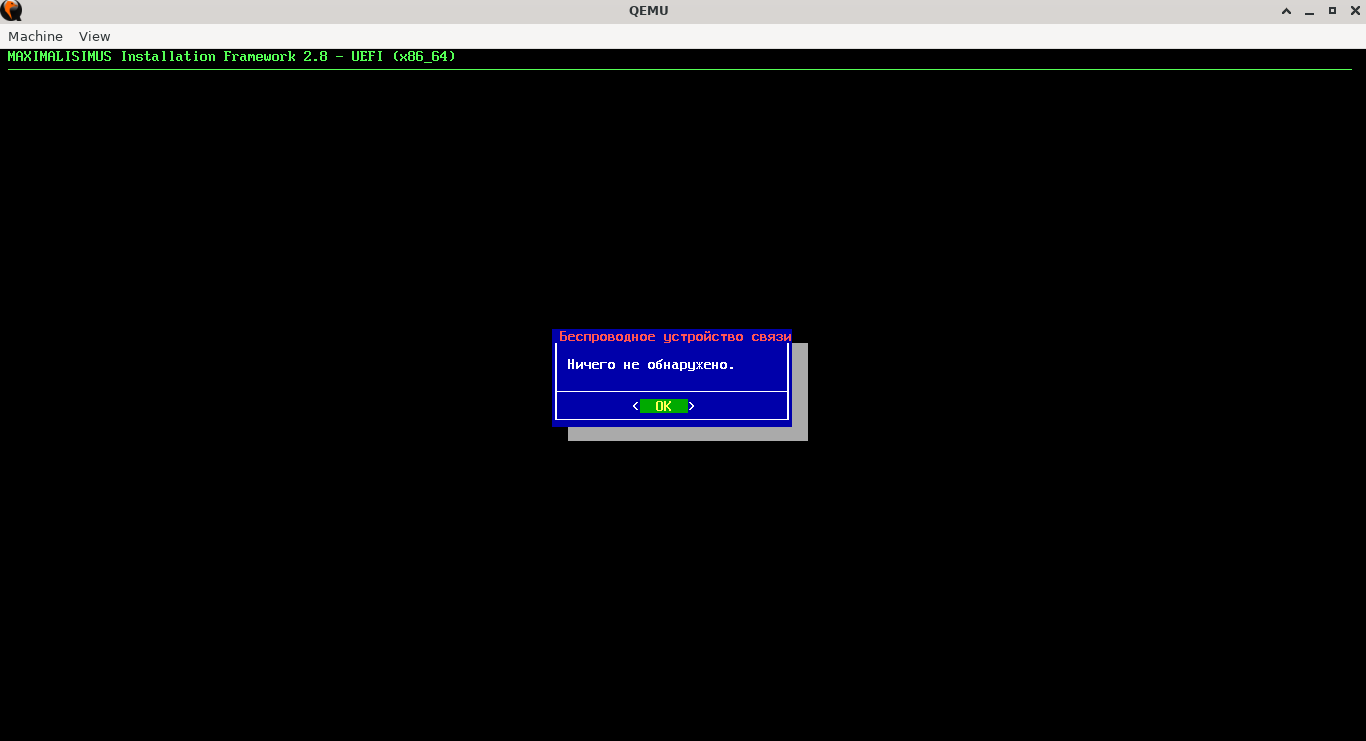 QEMU
Machine View
MAXIMALISIMUS Installation Framework 2.8 - UEFI (x86_64)
Беспроводное устройство связи
Ничего не обнаружено.
< OK >